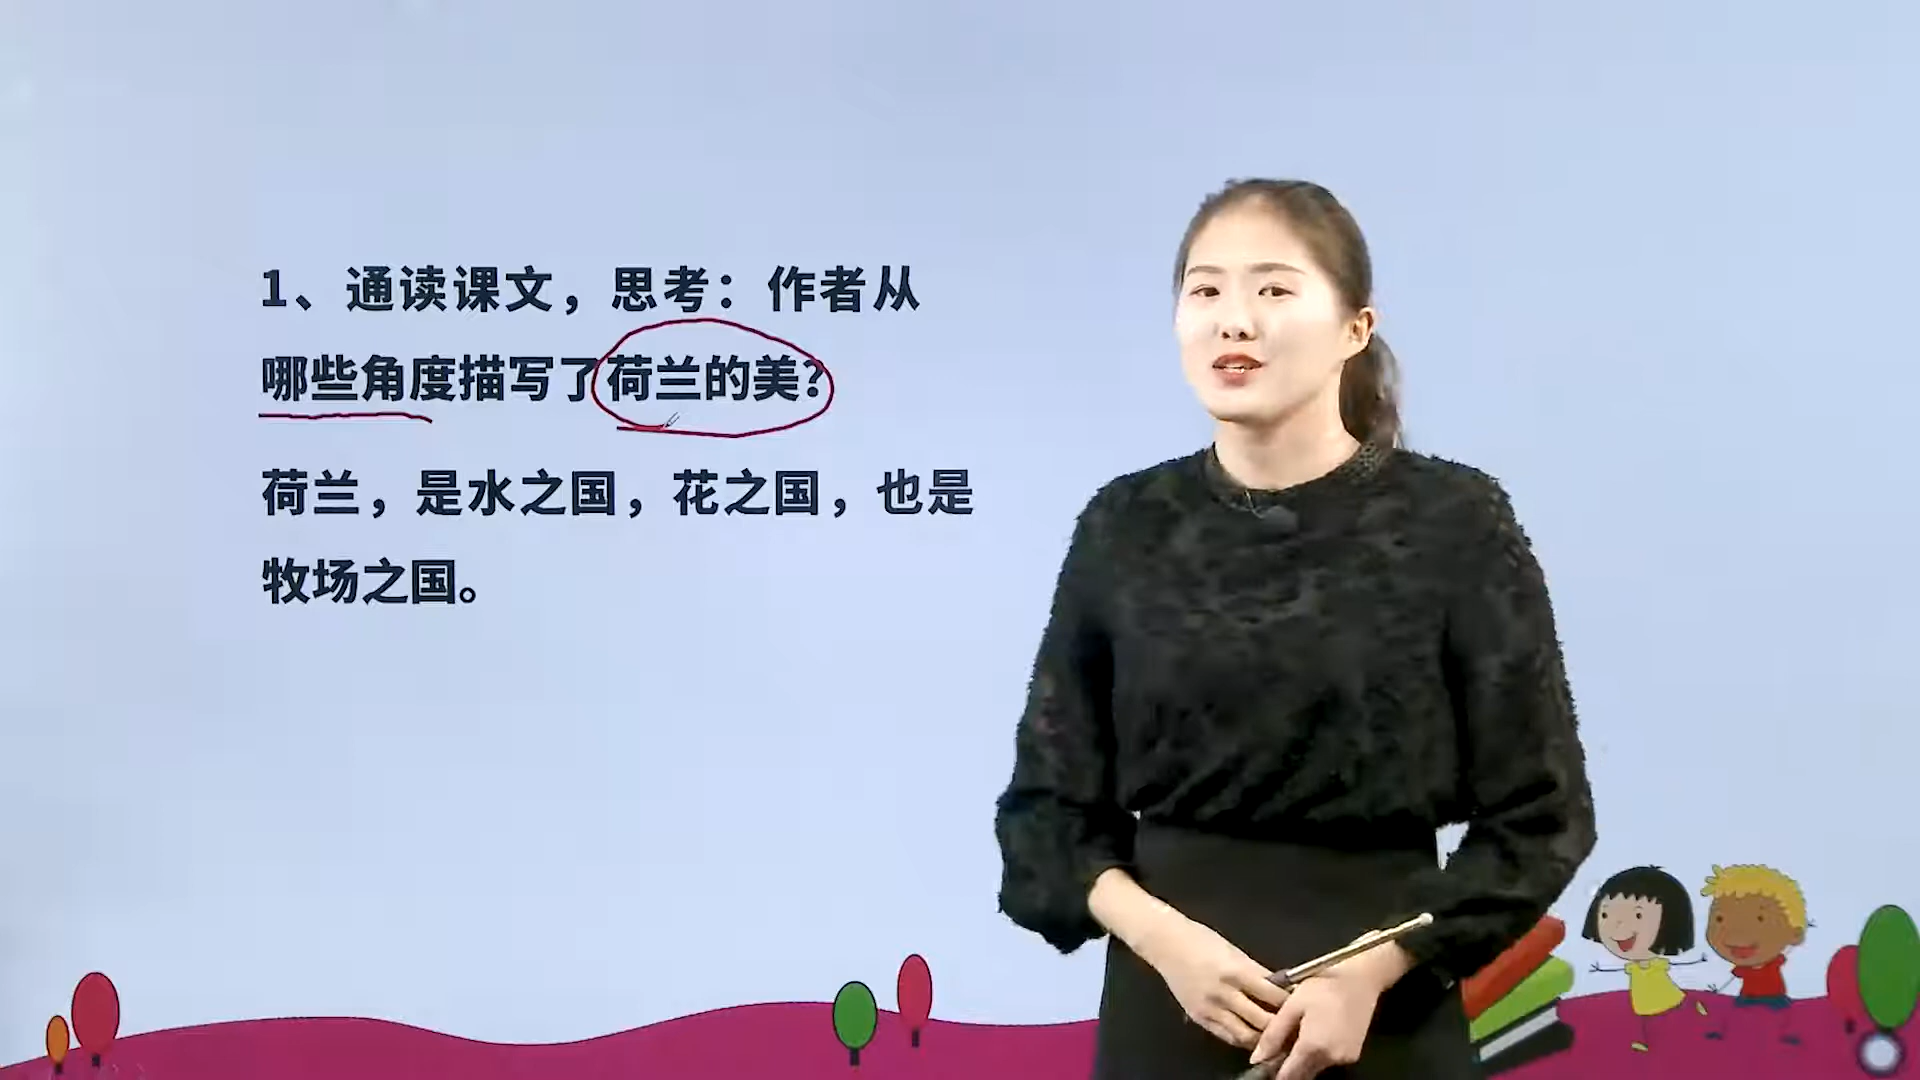 1、通读课文，思考：作者从
哪些角度描写了荷兰的美？
荷兰，是水之国，花之国，也是
牧场之国。